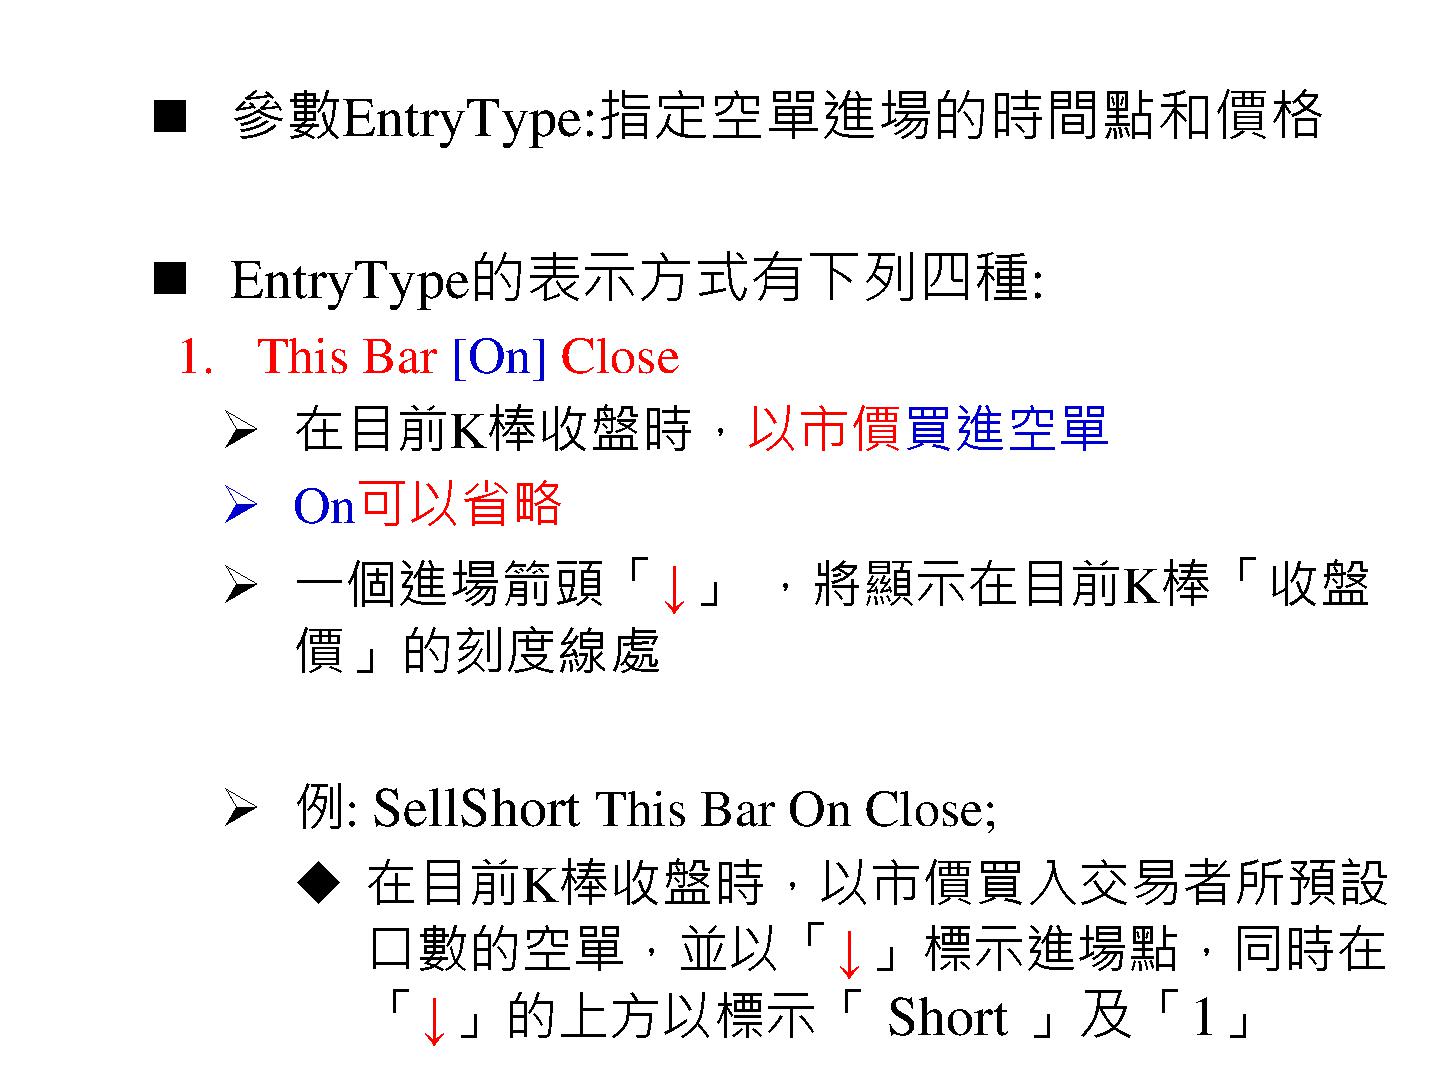 ■ 參數EntryType:指定空單進場的時間點和價格
■ EntryType的表示方式有下列四種:
1. This Bar [On] Close
➢ 在目前K棒收盤時，以市價買進空單
➢ On可以省略
➢ 一個進場箭頭「↓」 ，將顯示在目前K棒「收盤
價」的刻度線處
➢ 例: SellShort This Bar On Close;
◆ 在目前K棒收盤時，以市價買入交易者所預設
口數的空單，並以「↓」標示進場點，同時在
「↓」的上方以標示「 Short 」及「1」